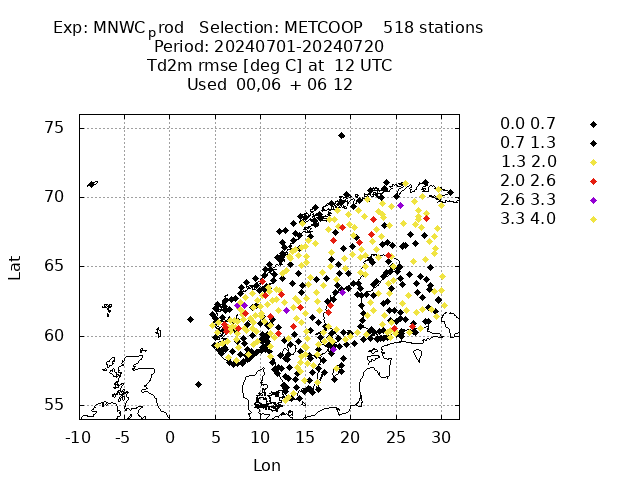 Exp: MNWCprod   Selection: METCOOP    518 stations
Period: 20240701-20240720
Td2m rmse [deg C] at  12 UTC
Used  00,06  + 06 12
0.0 0.7
0.7 1.3
1.3 2.0
2.0 2.6
2.6 3.3
3.3 4.0
75
70
65
60
55
Lat
-10 -5 0 5 10 15 20 25 30
Lon